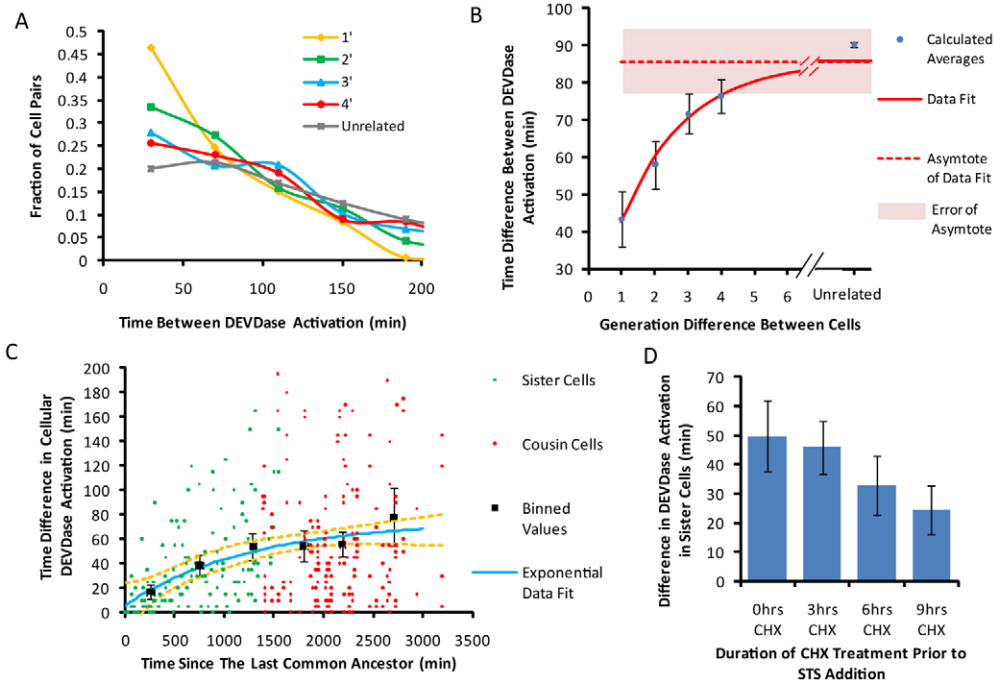 A
Fraction of Cell Pairs
0.5
0.45
0.4
0.35
0.3
0.25
0.2
0.15
0.1
0.05
0
0 50 100 150 200
Time Between DEVDase Activation (min)
1'
2'
3'
4'
Unrelated
B
Time Difference Between DEVDase
Activation (min)
100
90
80
70
60
50
40
30
0 1 2 3 4 5 6 Unrelated
Generation Difference Between Cells
Calculated
Averages
Data Fit
Asymtote
of Data Fit
Error of
Asymtote
C
Time Difference in Cellular
DEVDase Activation (min)
200
180
160
140
120
100
80
60
40
20
0
0 500 1000 1500 2000 2500 3000 3500
Time Since The Last Common Ancestor (min)
Sister Cells
Cousin Cells
Binned
Values
Exponential
Data Fit
D
Difference in DEVDase Activation
in Sister Cells (min)
70
60
50
40
30
20
10
0
0hrs 3hrs 6hrs 9hrs
CHX CHX CHX CHX
Duration of CHX Treatment Prior to
STS Addition